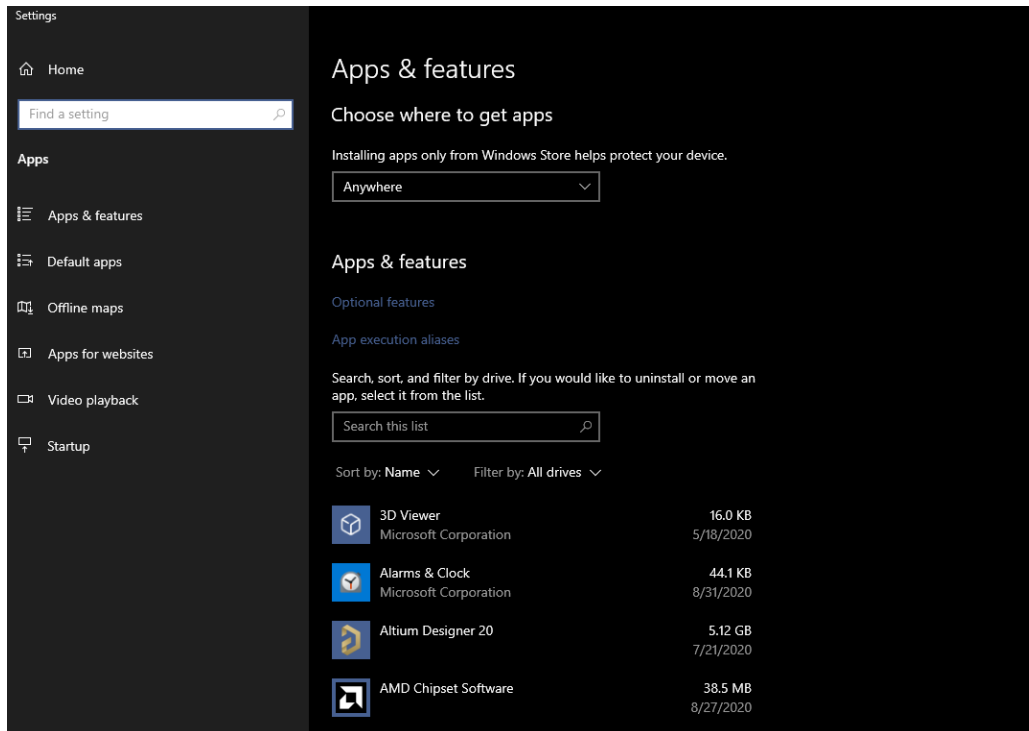 Settings
Home
Find a setting
Apps
Apps & features
Default apps
Offline maps
Apps for websites
Video playback
Startup
Apps & features
Choose where to get apps
Installing apps only from Windows Store helps protect your device.
Anywhere
Apps & features
Optional features
App execution aliases
Search, sort, and filter by drive. If you would like to uninstall or move an
app, select it from the list.
Search this list
Sort by: Name Filter by: All drives
3D Viewer 16.0 KB
Microsoft Corporation 5/18/2020
Alarms & Clock 44.1 KB
Microsoft Corporation 8/31/2020
Altium Designer 20 5.12 GB
7/21/2020
AMD Chipset Software 38.5 MB
8/27/2020